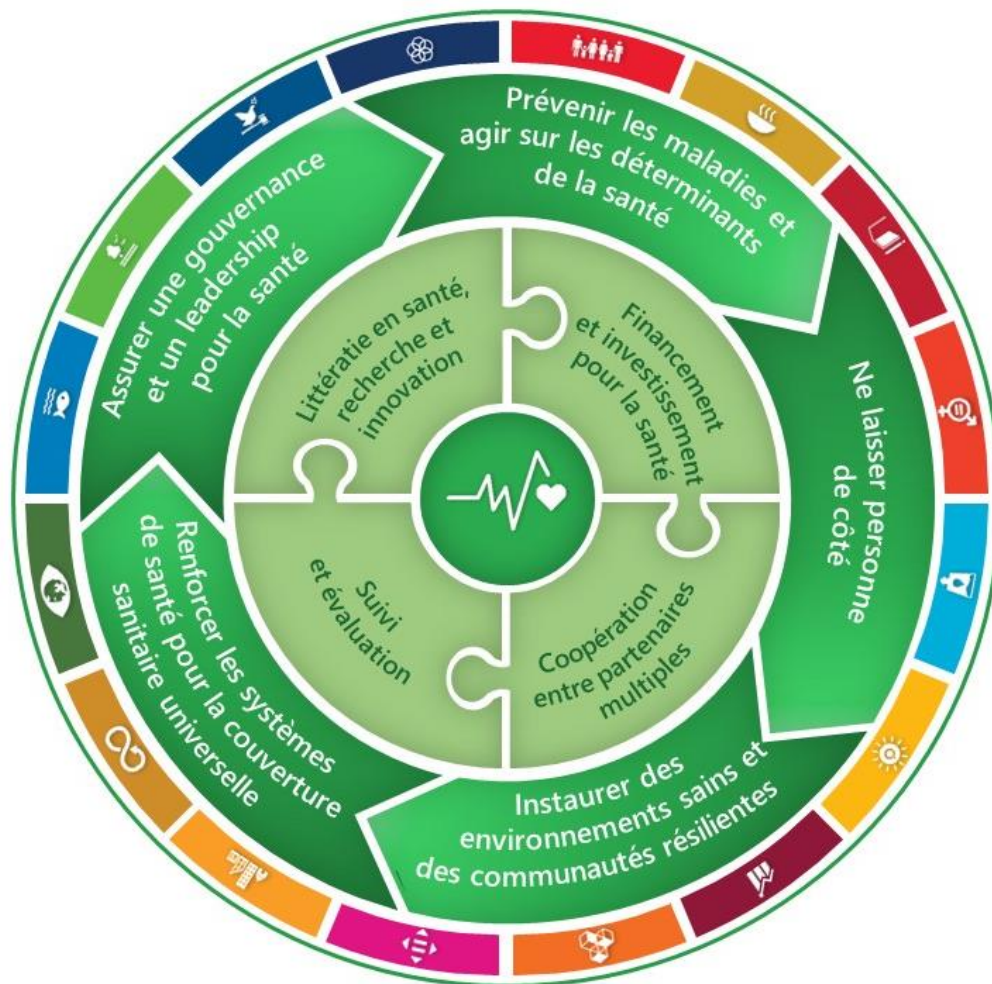 Prévenir les maladies et
agir sur les déterminants
de la santé
Ne laisser personne
de côté
Instaurer des
environnements sains et
des communautés résilientes
Renforcer les systèmes
de santé pour la couverture
sanitaire universelle
Assurer une gouvernance
et un leadership
pour la santé
Littératie en santé,
recherche et
innovation
Financement
et investissement
pour la santé
Coopération
entre partenaires
multiples
Suivi
et évaluation